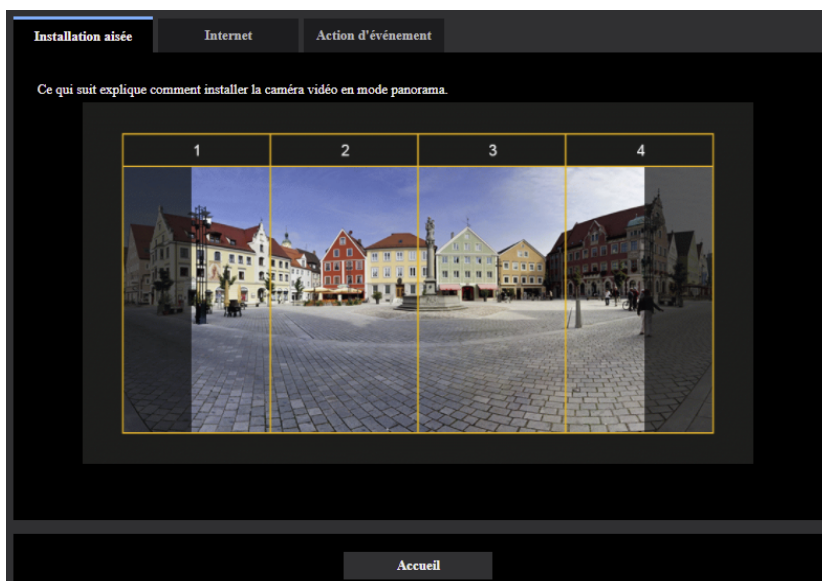 Installation aisée
Internet
Action d'événement
Ce qui suit explique comment installer la caméra vidéo en mode panorama.
1
2
3
4
Accueil